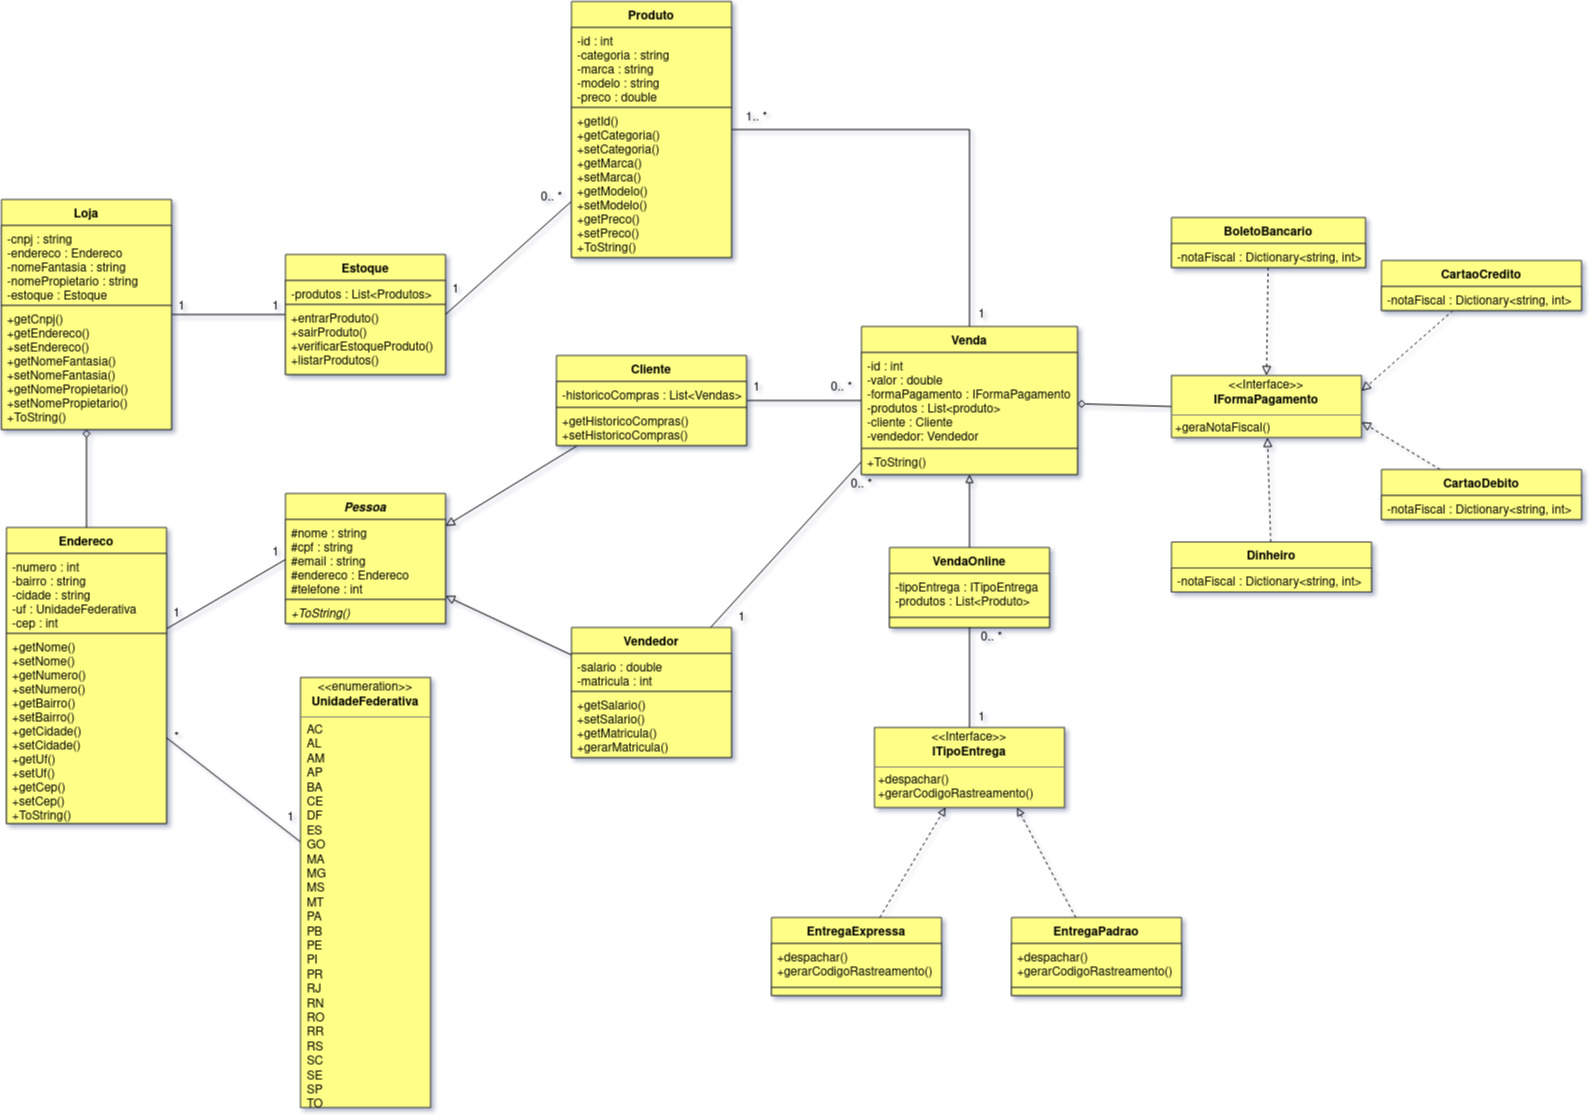 Produto
-id : int
-categoria : string
-marca : string
-modelo : string
-preco : double
+getId()
+getCategoria()
+setCategoria()
+getMarca()
+setMarca()
+getModelo()
+setModelo()
+getPreco()
+setPreco()
+ToString()
1.. *
0.. *
1
Loja
-cnpj : string
-endereco : Endereco
-nomeFantasia : string
-nomePropietario : string
-estoque : Estoque
+getCnpj()
+getEndereco()
+setEndereco()
+getNomeFantasia()
+setNomeFantasia()
+getNomePropietario()
+setNomePropietario()
+ToString()
1
1
Estoque
-produtos : List<Produtos>
+entrarProduto()
+sairProduto()
+verificarEstoqueProduto()
+listarProdutos()
BoletoBancario
-notaFiscal : Dictionary<string, int>
CartaoCredito
-notaFiscal : Dictionary<string, int>
1
Venda
-id : int
-valor : double
-formaPagamento : IFormaPagamento
-produtos : List<produto>
-cliente : Cliente
-vendedor: Vendedor
+ToString()
Cliente
-historicoCompras : List<Vendas>
+getHistoricoCompras()
+setHistoricoCompras()
1
0.. *
<<Interface>>
IFormaPagamento
+geraNotaFiscal()
CartaoDebito
-notaFiscal : Dictionary<string, int>
Dinheiro
-notaFiscal : Dictionary<string, int>
0.. *
1
Pessoa
#nome : string
#cpf : string
#email : string
#endereco : Endereco
#telefone : int
+ToString()
Endereco
-numero : int
-bairro : string
-cidade : string
-uf : UnidadeFederativa
-cep : int
+getNome()
+setNome()
+getNumero()
+setNumero()
+getBairro()
+setBairro()
+getCidade()
+setCidade()
+getUf()
+setUf()
+getCep()
+setCep()
+ToString()
1
1
*
1
Vendedor
-salario : double
-matricula : int
+getSalario()
+setSalario()
+getMatricula()
+gerarMatricula()
VendaOnline
-tipoEntrega : ITipoEntrega
-produtos : List<Produto>
0.. *
1
<<Interface>>
ITipoEntrega
+despachar()
+gerarCodigoRastreamento()
<<enumeration>>
UnidadeFederativa
AC
AL
AM
AP
BA
CE
DF
ES
GO
MA
MG
MS
MT
PA
PB
PE
PI
PR
RJ
RN
RO
RR
RS
SC
SE
SP
TO
EntregaExpressa
+despachar()
+gerarCodigoRastreamento()
EntregaPadrao
+despachar()
+gerarCodigoRastreamento()